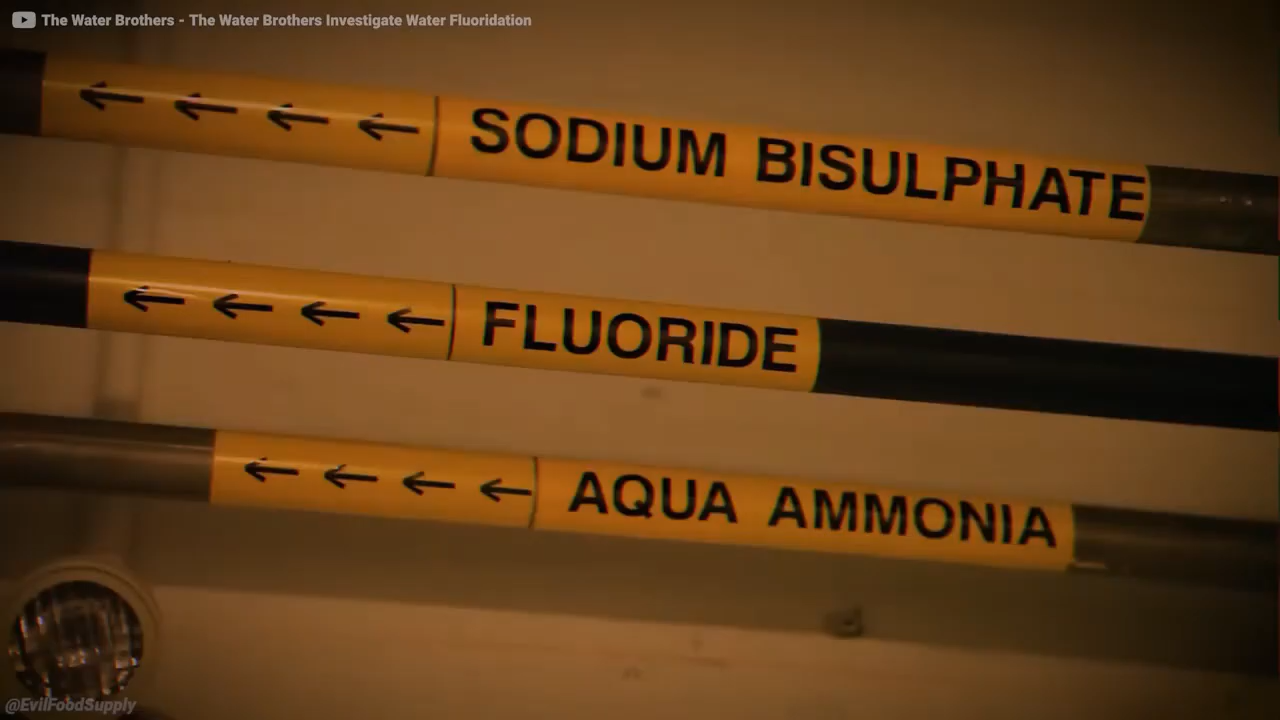 The Water Brothers - The Water Brothers Investigate Water Fluoridation
SODIUM BISULPHATE
FLUORIDE
AQUA AMMONIA
@EvilFoodSupply